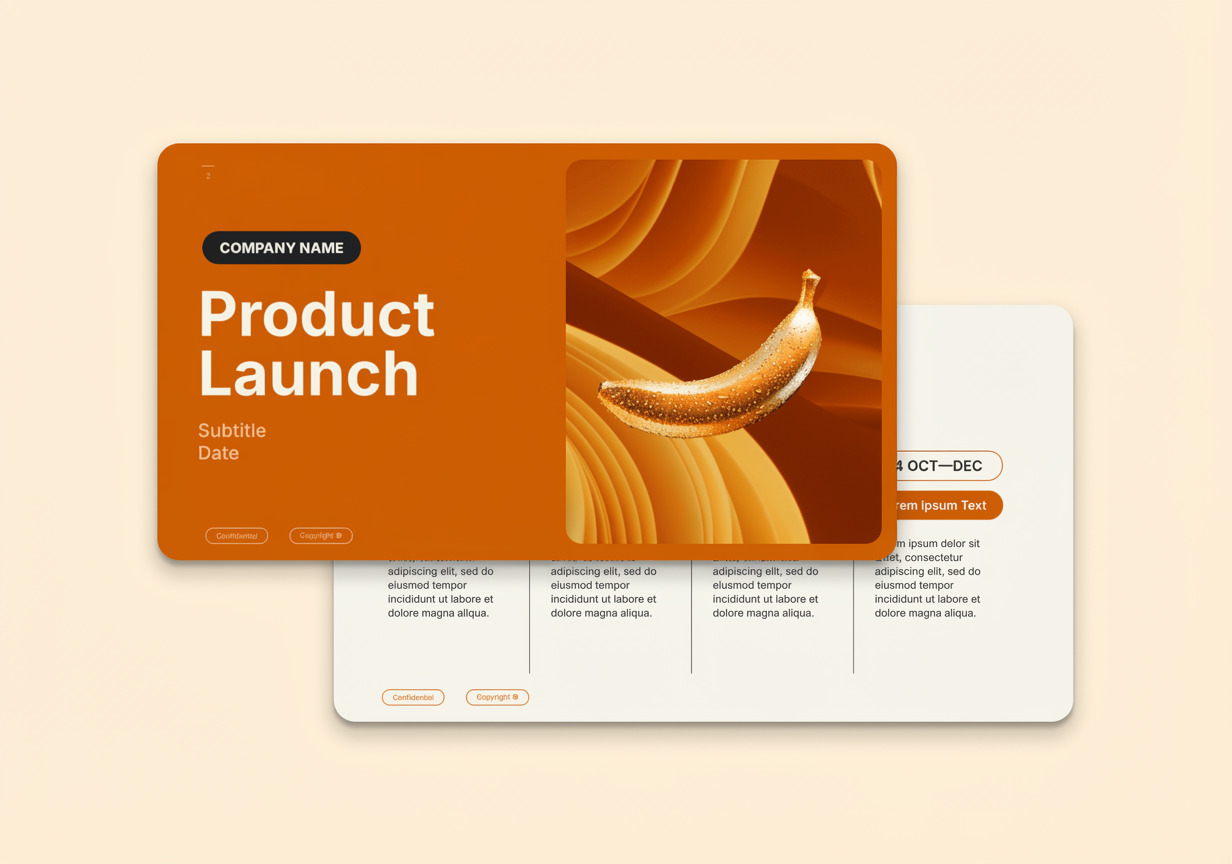 2
COMPANY NAME
Product
Launch
Subtitle
Date
Copyright
4 OCT—DEC
rem ipsum Text
m ipsum delor sit
consectetur
adipiscing elit, sed do
eiusmod tempor
incididunt ut labore et
dolore magna aliqua.
adipiscing elit, sed do
eiusmod tempor
incididunt ut labore et
dolore magna aliqua.
adipiscing ellt, sed do
eiusmod tempor
incididunt ut labore et
dolore magna aliqua.
adipiscing elit, sed do
eiusmod tempor
incididunt ut labore et
dolore magna aliqua.
Copyright